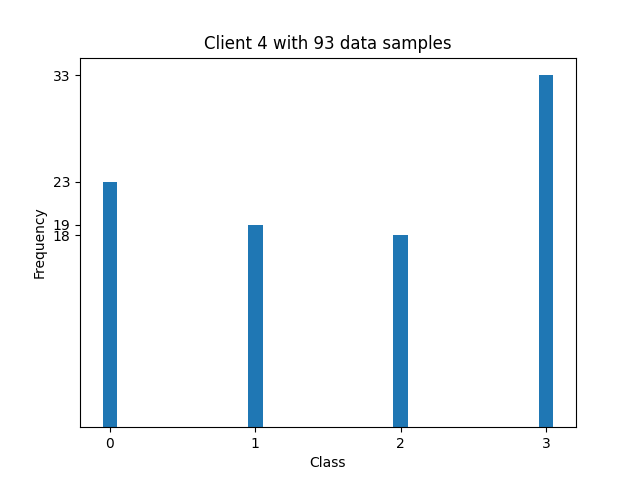 Client 4 with 93 data samples
33
23
19
18
Frequency
0 1 2 3
Class